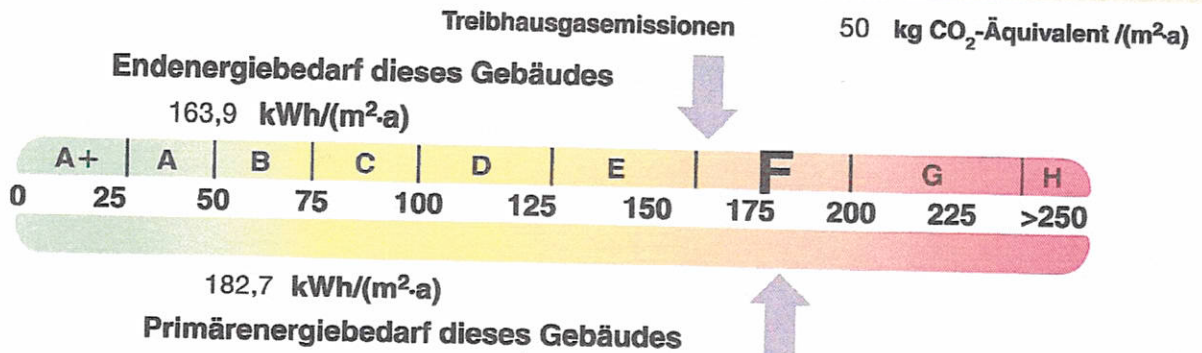 Treibhausgasemissionen 50 kg CO₂-Äquivalent /(m²·a)
Endenergiebedarf dieses Gebäudes
163,9 kWh/(m²·a)
A+ A B C D E F G H
0 25 50 75 100 125 150 175 200 225 >250
182,7 kWh/(m²·a)
Primärenergiebedarf dieses Gebäudes